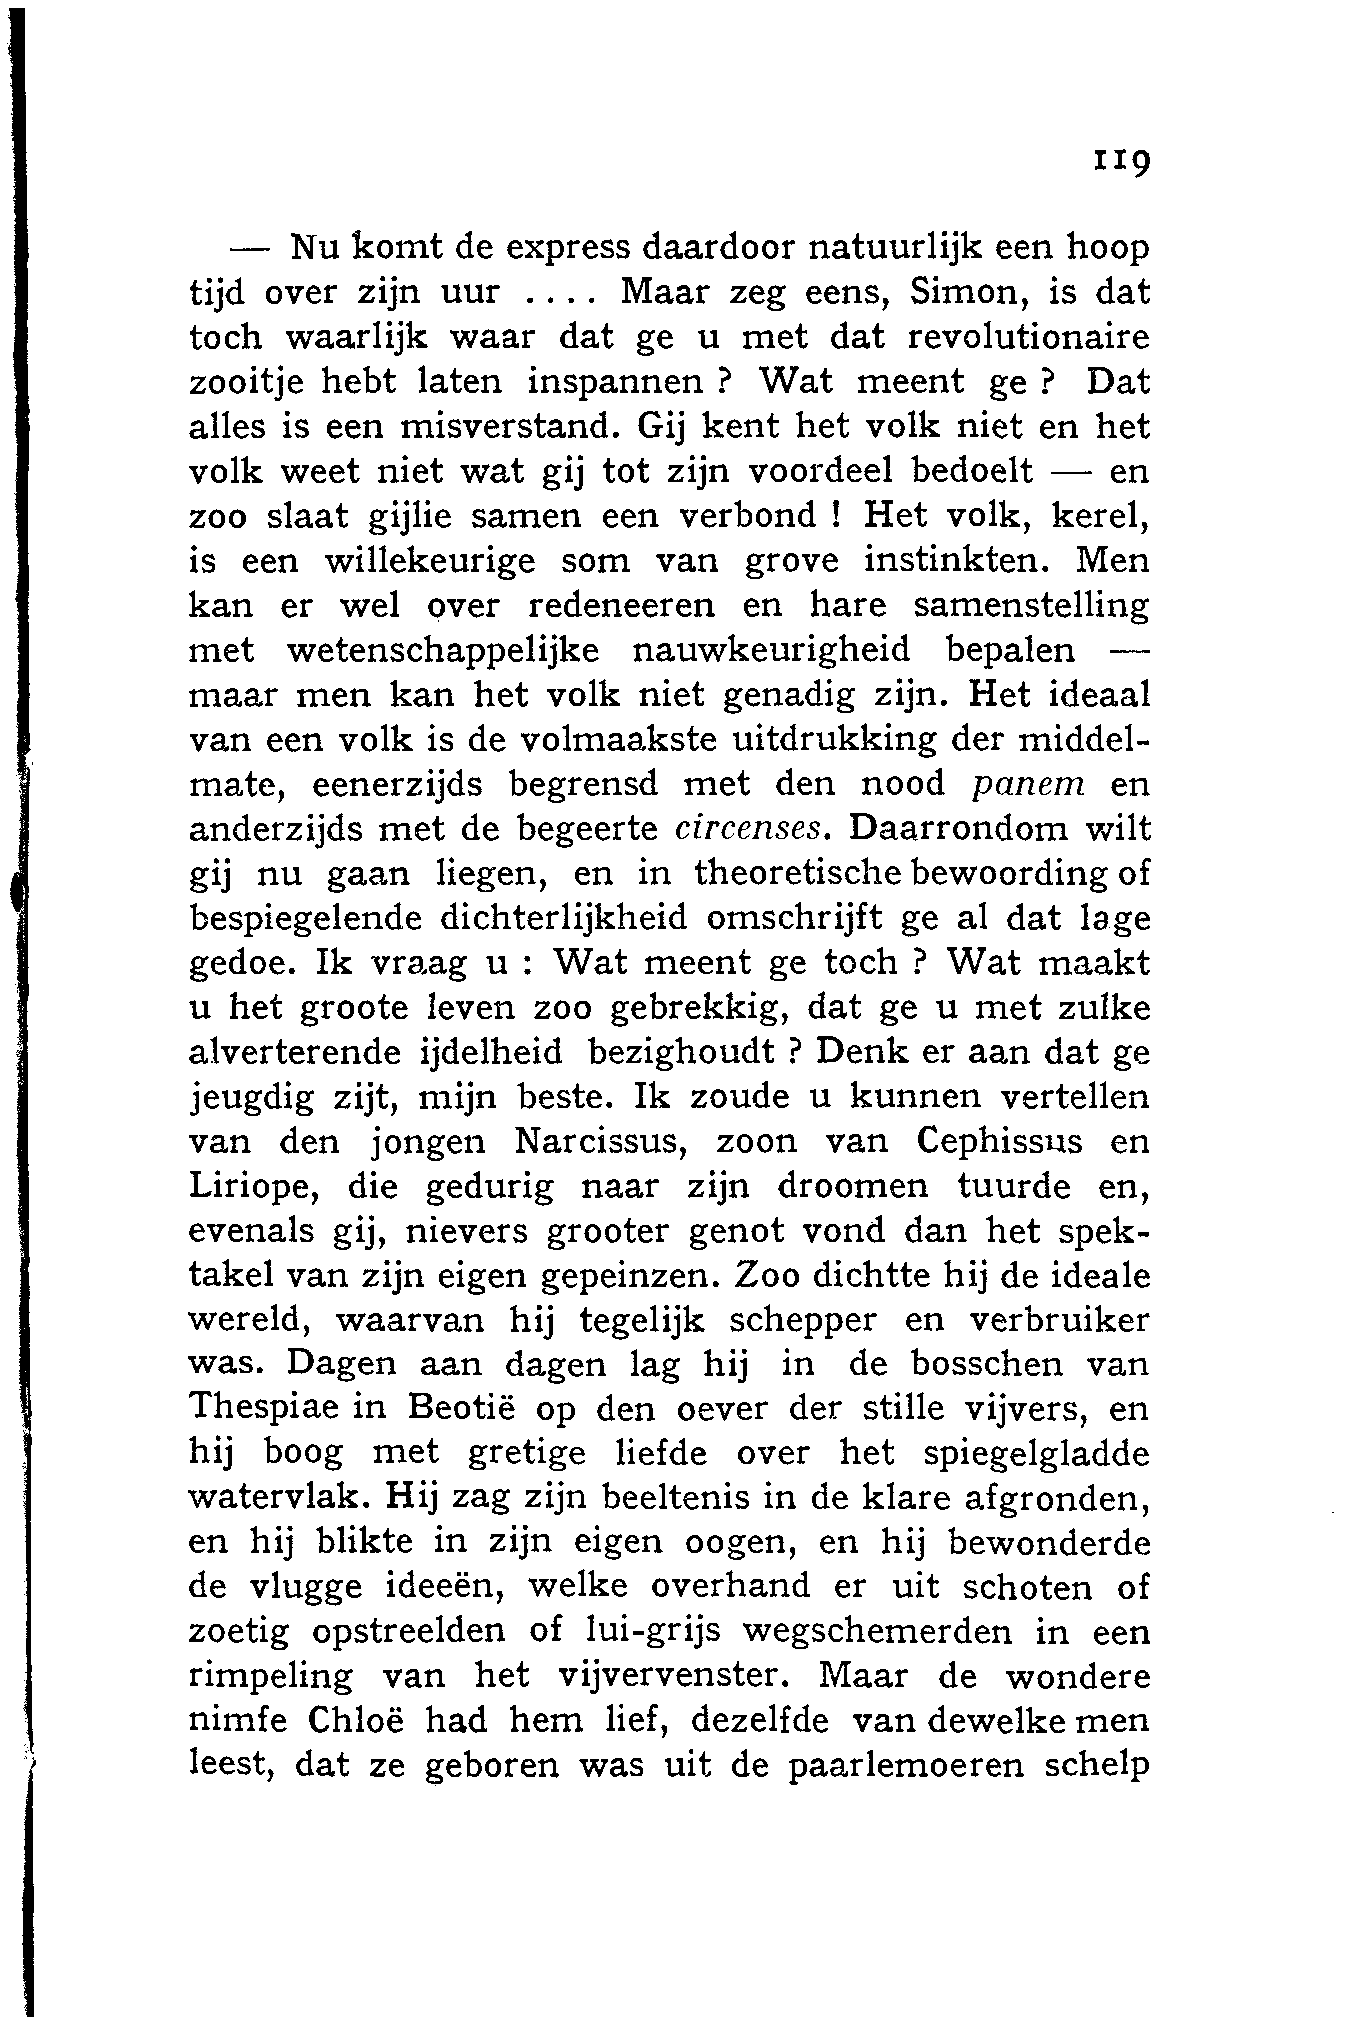 119
— Nu komt de express daardoor natuurlijk een hoop
tijd over zijn uur .... Maar zeg eens, Simon, is dat
toch waarlijk waar dat ge u met dat revolutionaire
zooitje hebt laten inspannen ? Wat meent ge ? Dat
alles is een misverstand. Gij kent het volk niet en het
volk weet niet wat gij tot zijn voordeel bedoelt — en
zoo slaat gijlie samen een verbond ! Het volk, kerel,
is een willekeurige som van grove instinkten. Men
kan er wel over redeneeren en hare samenstelling
met wetenschappelijke nauwkeurigheid bepalen —
maar men kan het volk niet genadig zijn. Het ideaal
van een volk is de volmaakste uitdrukking der middel-
mate, eenerzijds begrensd met den nood panem en
anderzijds met de begeerte circenses. Daarrondom wilt
gij nu gaan liegen, en in theoretische bewoording of
bespiegelende dichterlijkheid omschrijft ge al dat lage
gedoe. Ik vraag u : Wat meent ge toch ? Wat maakt
u het groote leven zoo gebrekkig, dat ge u met zulke
alverterende ijdelheid bezighoudt ? Denk er aan dat ge
jeugdig zijt, mijn beste. Ik zoude u kunnen vertellen
van den jongen Narcissus, zoon van Cephissus en
Liriope, die gedurig naar zijn droomen tuurde en,
evenals gij, nievers grooter genot vond dan het spek-
takel van zijn eigen gepeinzen. Zoo dichtte hij de ideale
wereld, waarvan hij tegelijk schepper en verbruiker
was. Dagen aan dagen lag hij in de bosschen van
Thespiae in Beotië op den oever der stille vijvers, en
hij boog met gretige liefde over het spiegelgladde
watervlak. Hij zag zijn beeltenis in de klare afgronden,
en hij blikte in zijn eigen oogen, en hij bewonderde
de vlugge ideeën, welke overhand er uit schoten of
zoetig opstreelden of lui-grijs wegschemerden in een
rimpeling van het vijvervenster. Maar de wondere
nimfe Chloë had hem lief, dezelfde van dewelke men
leest, dat ze geboren was uit de paarlemoeren schelp